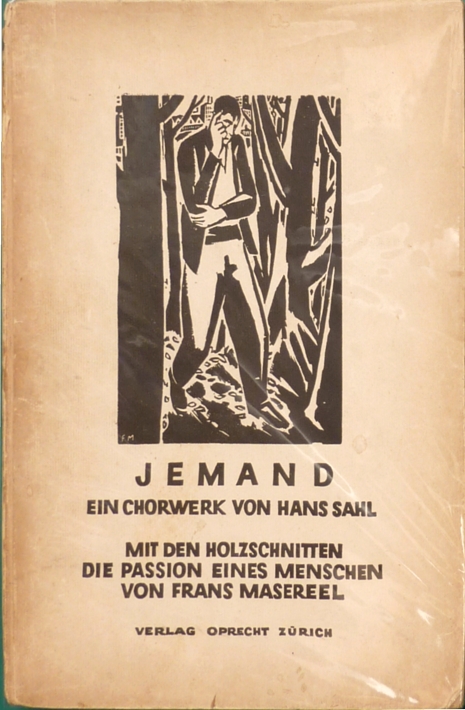 F M
JEMAND
EIN CHORWERK VON HANS SAHL
MIT DEN HOLZSCHNITTEN
DIE PASSION EINES MENSCHEN
VON FRANS MASEREEL
VERLAG OPRECHT ZÜRICH